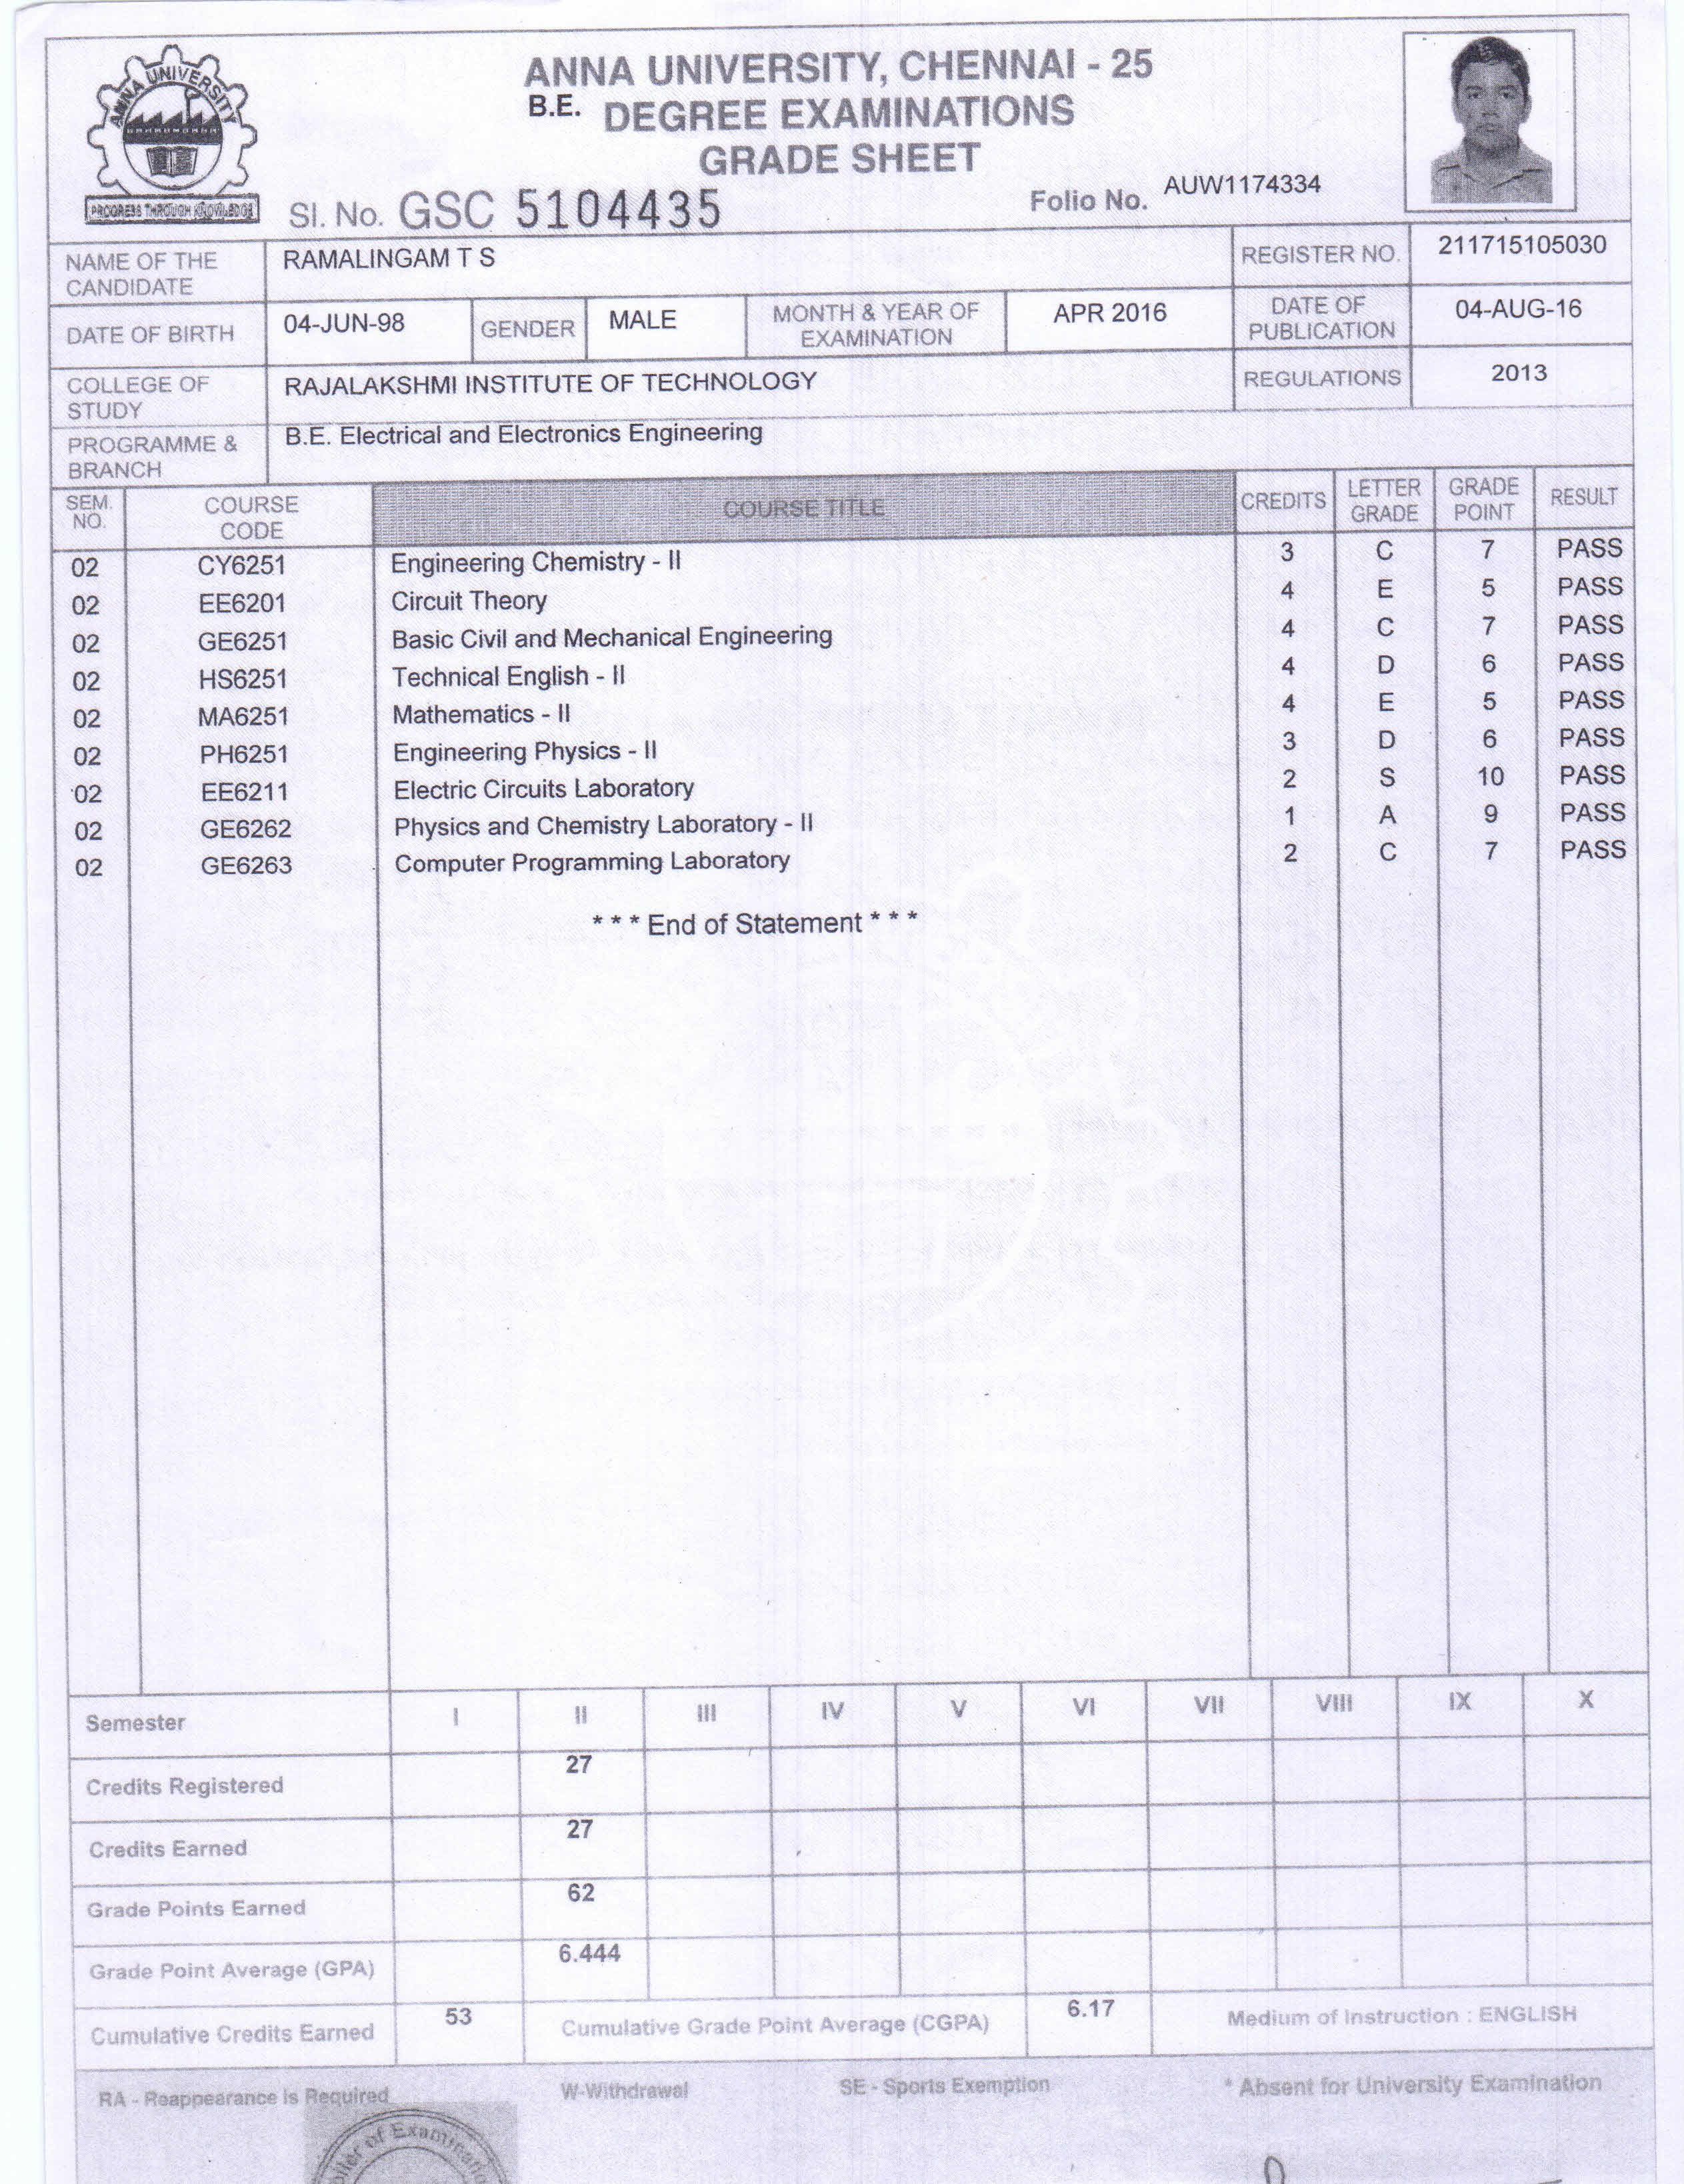 ANNA UNIVERSITY
PROGRESS THROUGH KNOWLEDGE
ANNA UNIVERSITY, CHENNAI - 25
B.E. DEGREE EXAMINATIONS
GRADE SHEET
SI. No. GSC 5104435
Folio No. AUW1174334
NAME OF THE CANDIDATE RAMALINGAM T S REGISTER NO. 211715105030
DATE OF BIRTH 04-JUN-98 GENDER MALE MONTH & YEAR OF EXAMINATION APR 2016 DATE OF PUBLICATION 04-AUG-16
COLLEGE OF STUDY RAJALAKSHMI INSTITUTE OF TECHNOLOGY REGULATIONS 2013
PROGRAMME & BRANCH B.E. Electrical and Electronics Engineering
SEM. NO. COURSE CODE COURSE TITLE CREDITS LETTER GRADE GRADE POINT RESULT
02 CY6251 Engineering Chemistry - II 3 C 7 PASS
02 EE6201 Circuit Theory 4 E 5 PASS
02 GE6251 Basic Civil and Mechanical Engineering 4 C 7 PASS
02 HS6251 Technical English - II 4 D 6 PASS
02 MA6251 Mathematics - II 4 E 5 PASS
02 PH6251 Engineering Physics - II 3 D 6 PASS
02 EE6211 Electric Circuits Laboratory 2 S 10 PASS
02 GE6262 Physics and Chemistry Laboratory - II 1 A 9 PASS
02 GE6263 Computer Programming Laboratory 2 C 7 PASS
* * * End of Statement * * *
Semester I II III IV V VI VII VIII IX X
Credits Registered 27
Credits Earned 27
Grade Points Earned 62
Grade Point Average (GPA) 6.444
Cumulative Credits Earned 53 Cumulative Grade Point Average (CGPA) 6.17 Medium of Instruction : ENGLISH
RA - Reappearance is Required W-Withdrawal SE - Sports Exemption * Absent for University Examination
of